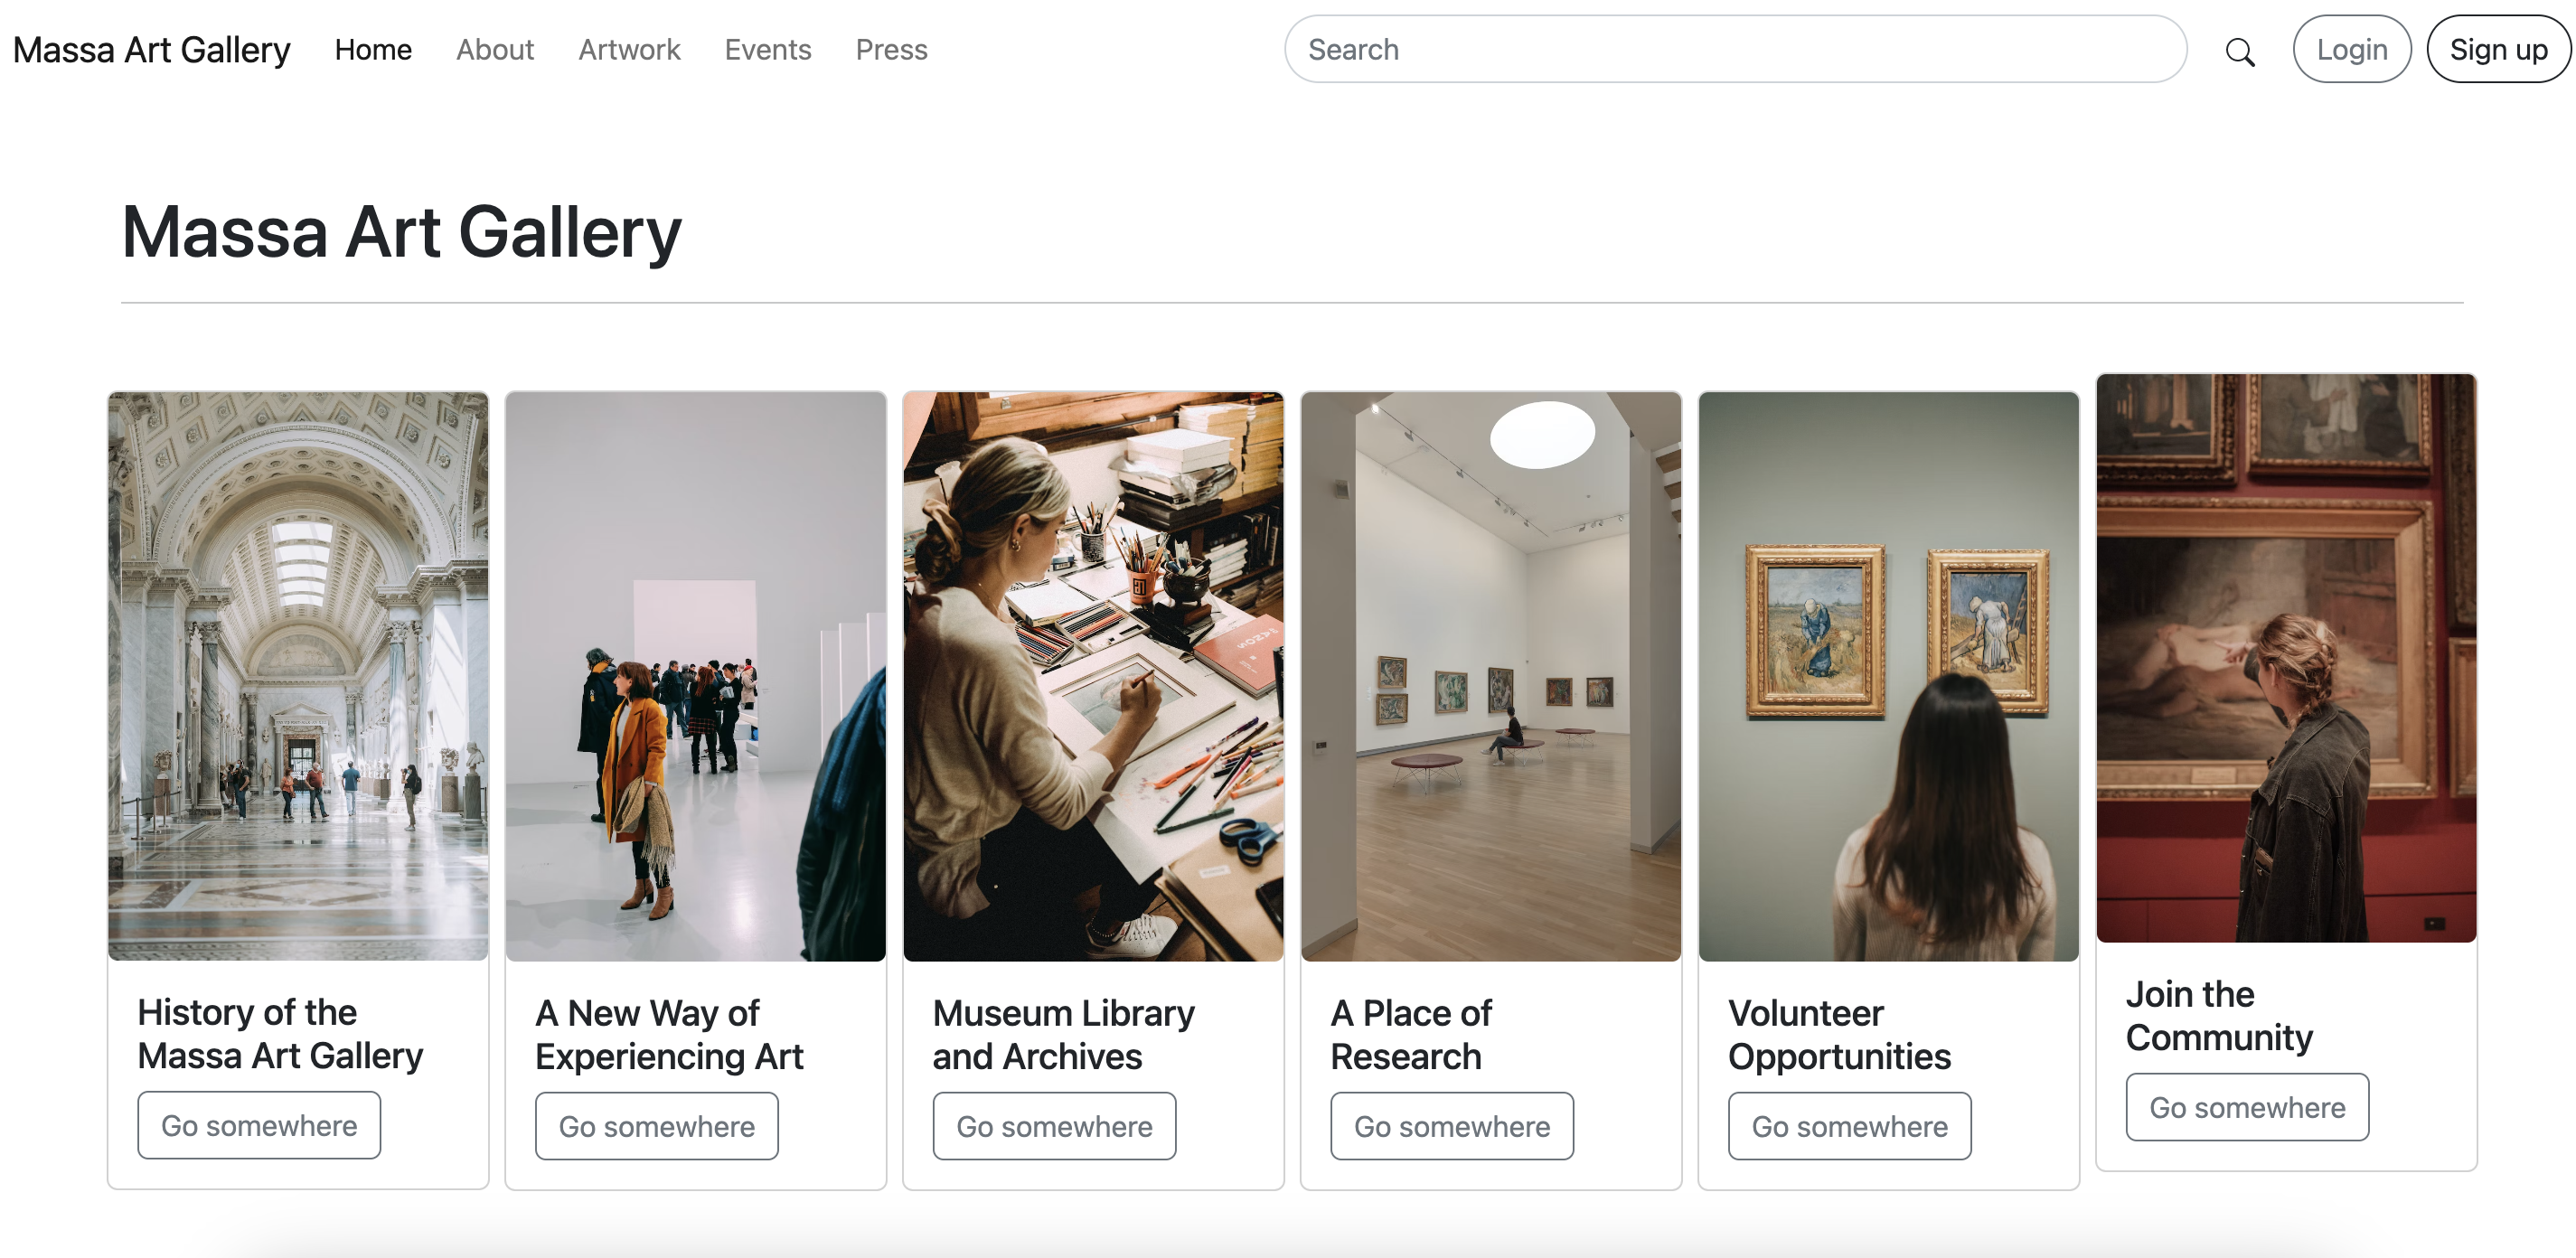 Massa Art Gallery Home About Artwork Events Press Search Login Sign up
Massa Art Gallery
History of the
Massa Art Gallery
Go somewhere
A New Way of
Experiencing Art
Go somewhere
Museum Library
and Archives
Go somewhere
A Place of
Research
Go somewhere
Volunteer
Opportunities
Go somewhere
Join the
Community
Go somewhere